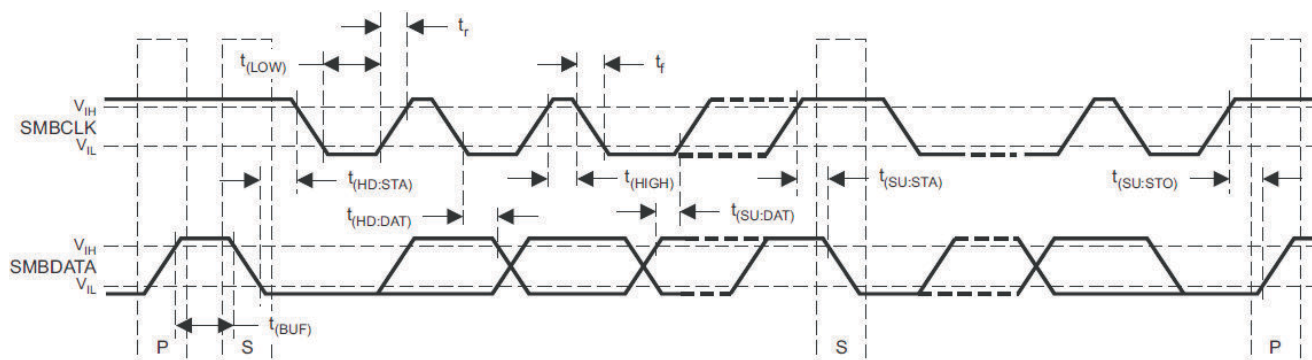 t(LOW)
tr
tf
VIH
SMBCLK
VIL
t(HD:STA)
t(HIGH)
t(SU:STA)
t(SU:STO)
t(HD:DAT)
t(SU:DAT)
VIH
SMBDATA
VIL
t(BUF)
P
S
S
P